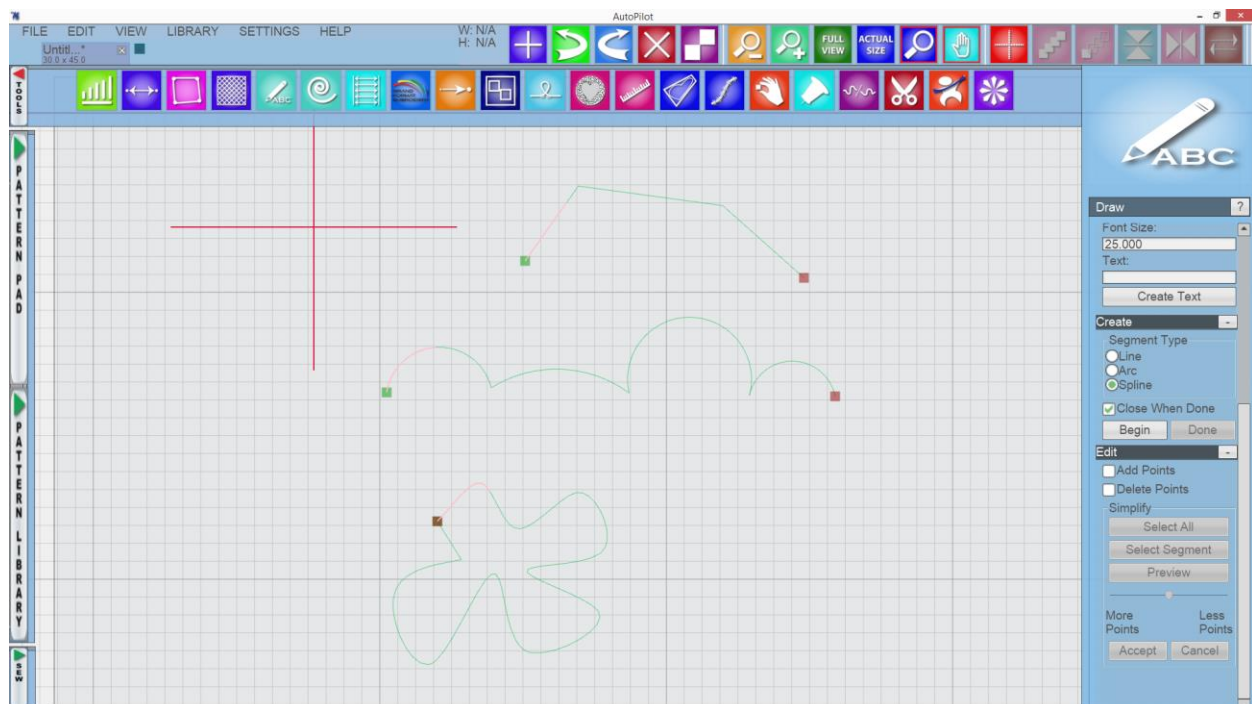 AutoPilot
FILE EDIT VIEW LIBRARY SETTINGS HELP
W: N/A
H: N/A
Untitl...*
30.0 x 45.0
FULL VIEW
ACTUAL SIZE
TOOLS
ABC
PATTERN PAD
PATTERN LIBRARY
SEW
ABC
Draw ?
Font Size:
25.000
Text:
Create Text
Create -
Segment Type
Line
Arc
Spline
Close When Done
Begin Done
Edit -
Add Points
Delete Points
Simplify
Select All
Select Segment
Preview
More Less
Points Points
Accept Cancel